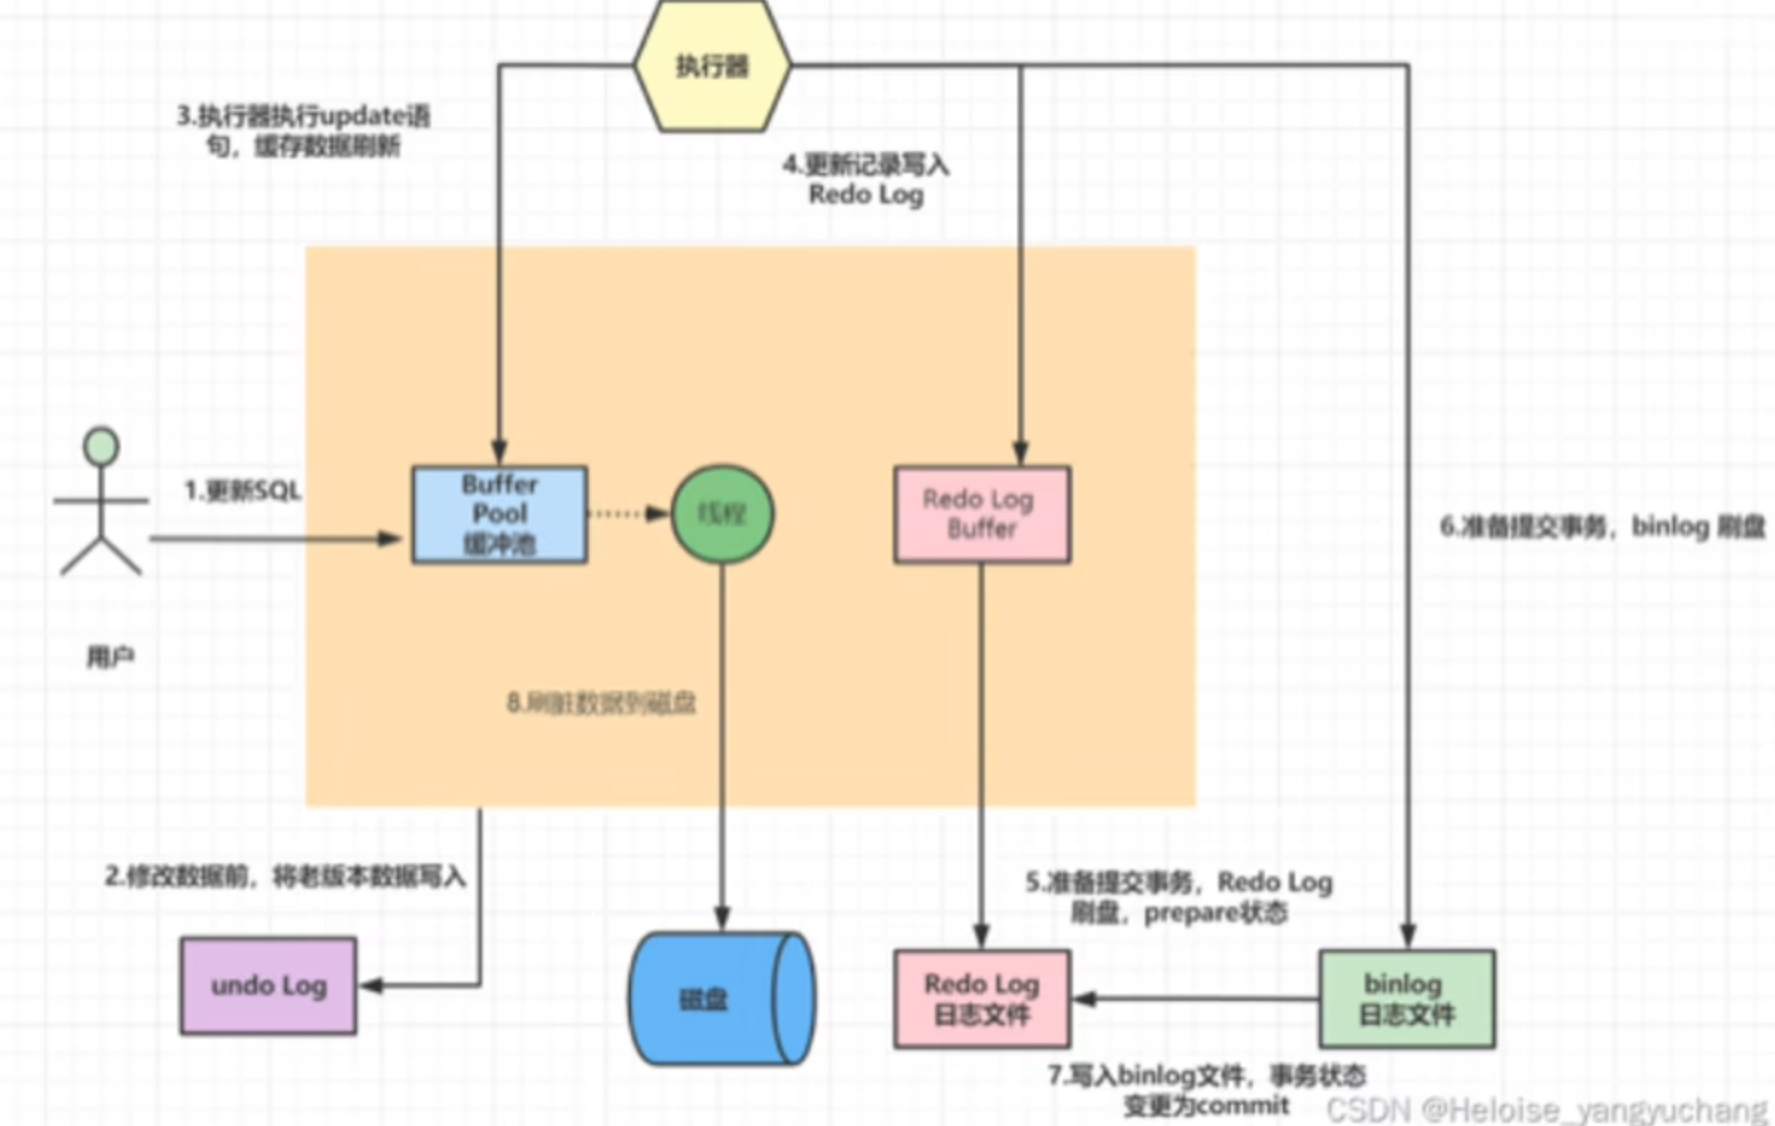 执行器
3.执行器执行update语
句，缓存数据刷新
4.更新记录写入
Redo Log
1.更新SQL
Buffer
Pool
缓冲池
线程
Redo Log
Buffer
6.准备提交事务，binlog 刷盘
用户
8.刷脏数据到磁盘
2.修改数据前，将老版本数据写入
5.准备提交事务，Redo Log
刷盘，prepare状态
undo Log
磁盘
Redo Log
日志文件
binlog
日志文件
7.写入binlog文件，事务状态
变更为commit
CSDN @Heloise_yangyuchang